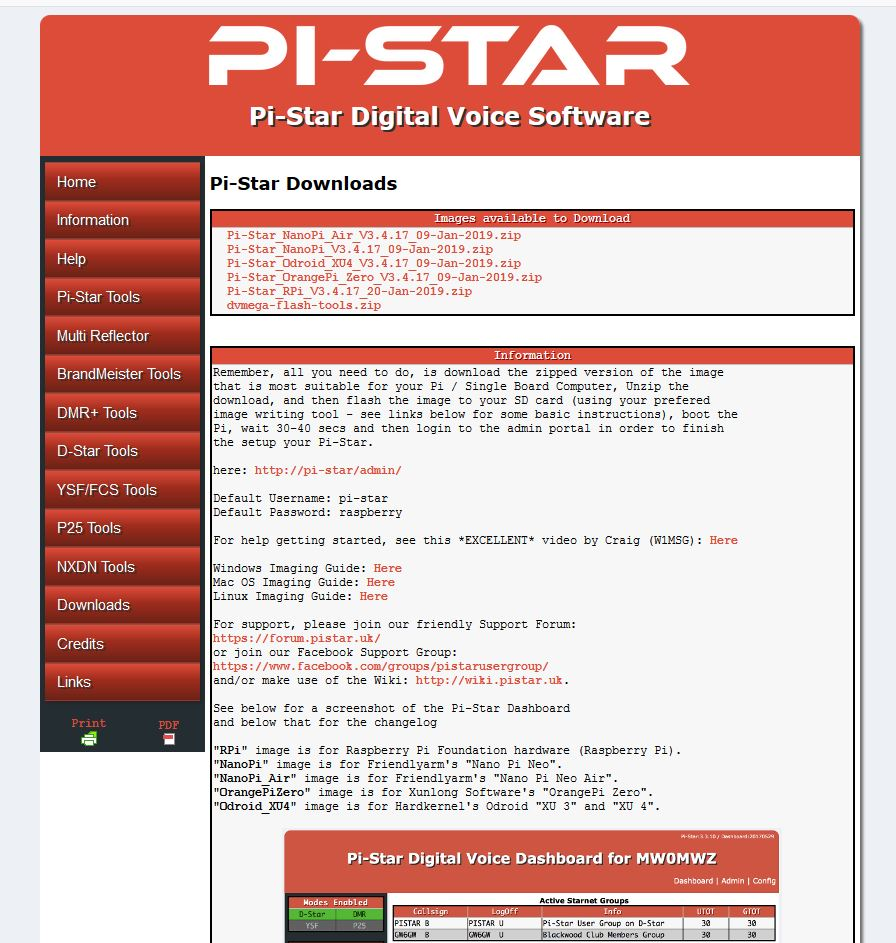 PI-STAR
Pi-Star Digital Voice Software
Home
Information
Help
Pi-Star Tools
Multi Reflector
BrandMeister Tools
DMR+ Tools
D-Star Tools
YSF/FCS Tools
P25 Tools
NXDN Tools
Downloads
Credits
Links
Print
PDF
Pi-Star Downloads
Images available to Download
Pi-Star_NanoPi_Air_V3.4.17_09-Jan-2019.zip
Pi-Star_NanoPi_V3.4.17_09-Jan-2019.zip
Pi-Star_Odroid_XU4_V3.4.17_09-Jan-2019.zip
Pi-Star_OrangePi_Zero_V3.4.17_09-Jan-2019.zip
Pi-Star_RPi_V3.4.17_20-Jan-2019.zip
dvmega-flash-tools.zip
Information
Remember, all you need to do, is download the zipped version of the image
that is most suitable for your Pi / Single Board Computer, Unzip the
download, and then flash the image to your SD card (using your prefered
image writing tool - see links below for some basic instructions), boot the
Pi, wait 30-40 secs and then login to the admin portal in order to finish
the setup your Pi-Star.
here: http://pi-star/admin/
Default Username: pi-star
Default Password: raspberry
For help getting started, see this *EXCELLENT* video by Craig (W1MSG): Here
Windows Imaging Guide: Here
Mac OS Imaging Guide: Here
Linux Imaging Guide: Here
For support, please join our friendly Support Forum:
https://forum.pistar.uk/
or join our Facebook Support Group:
https://www.facebook.com/groups/pistarusergroup/
and/or make use of the Wiki: http://wiki.pistar.uk.
See below for a screenshot of the Pi-Star Dashboard
and below that for the changelog
"RPi" image is for Raspberry Pi Foundation hardware (Raspberry Pi).
"NanoPi" image is for Friendlyarm's "Nano Pi Neo".
"NanoPi_Air" image is for Friendlyarm's "Nano Pi Neo Air".
"OrangePiZero" image is for Xunlong Software's "OrangePi Zero".
"Odroid_XU4" image is for Hardkernel's Odroid "XU 3" and "XU 4".
Pi-Star:3.3.10 / Dashboard:20170529
Pi-Star Digital Voice Dashboard for MW0MWZ
Dashboard | Admin | Config
Modes Enabled
D-Star DMR
YSF P25
Active Starnet Groups
Callsign LogOff Info UTOT GTOT
PISTAR B PISTAR U Pi-Star User Group on D-Star 30 30
GW6GW B GW6GW U Blackwood Club Members Group 30 30